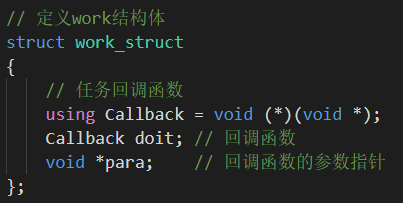 // 定义work结构体
struct work_struct
{
    // 任务回调函数
    using Callback = void (*)(void *);
    Callback doit; // 回调函数
    void *para;    // 回调函数的参数指针
};